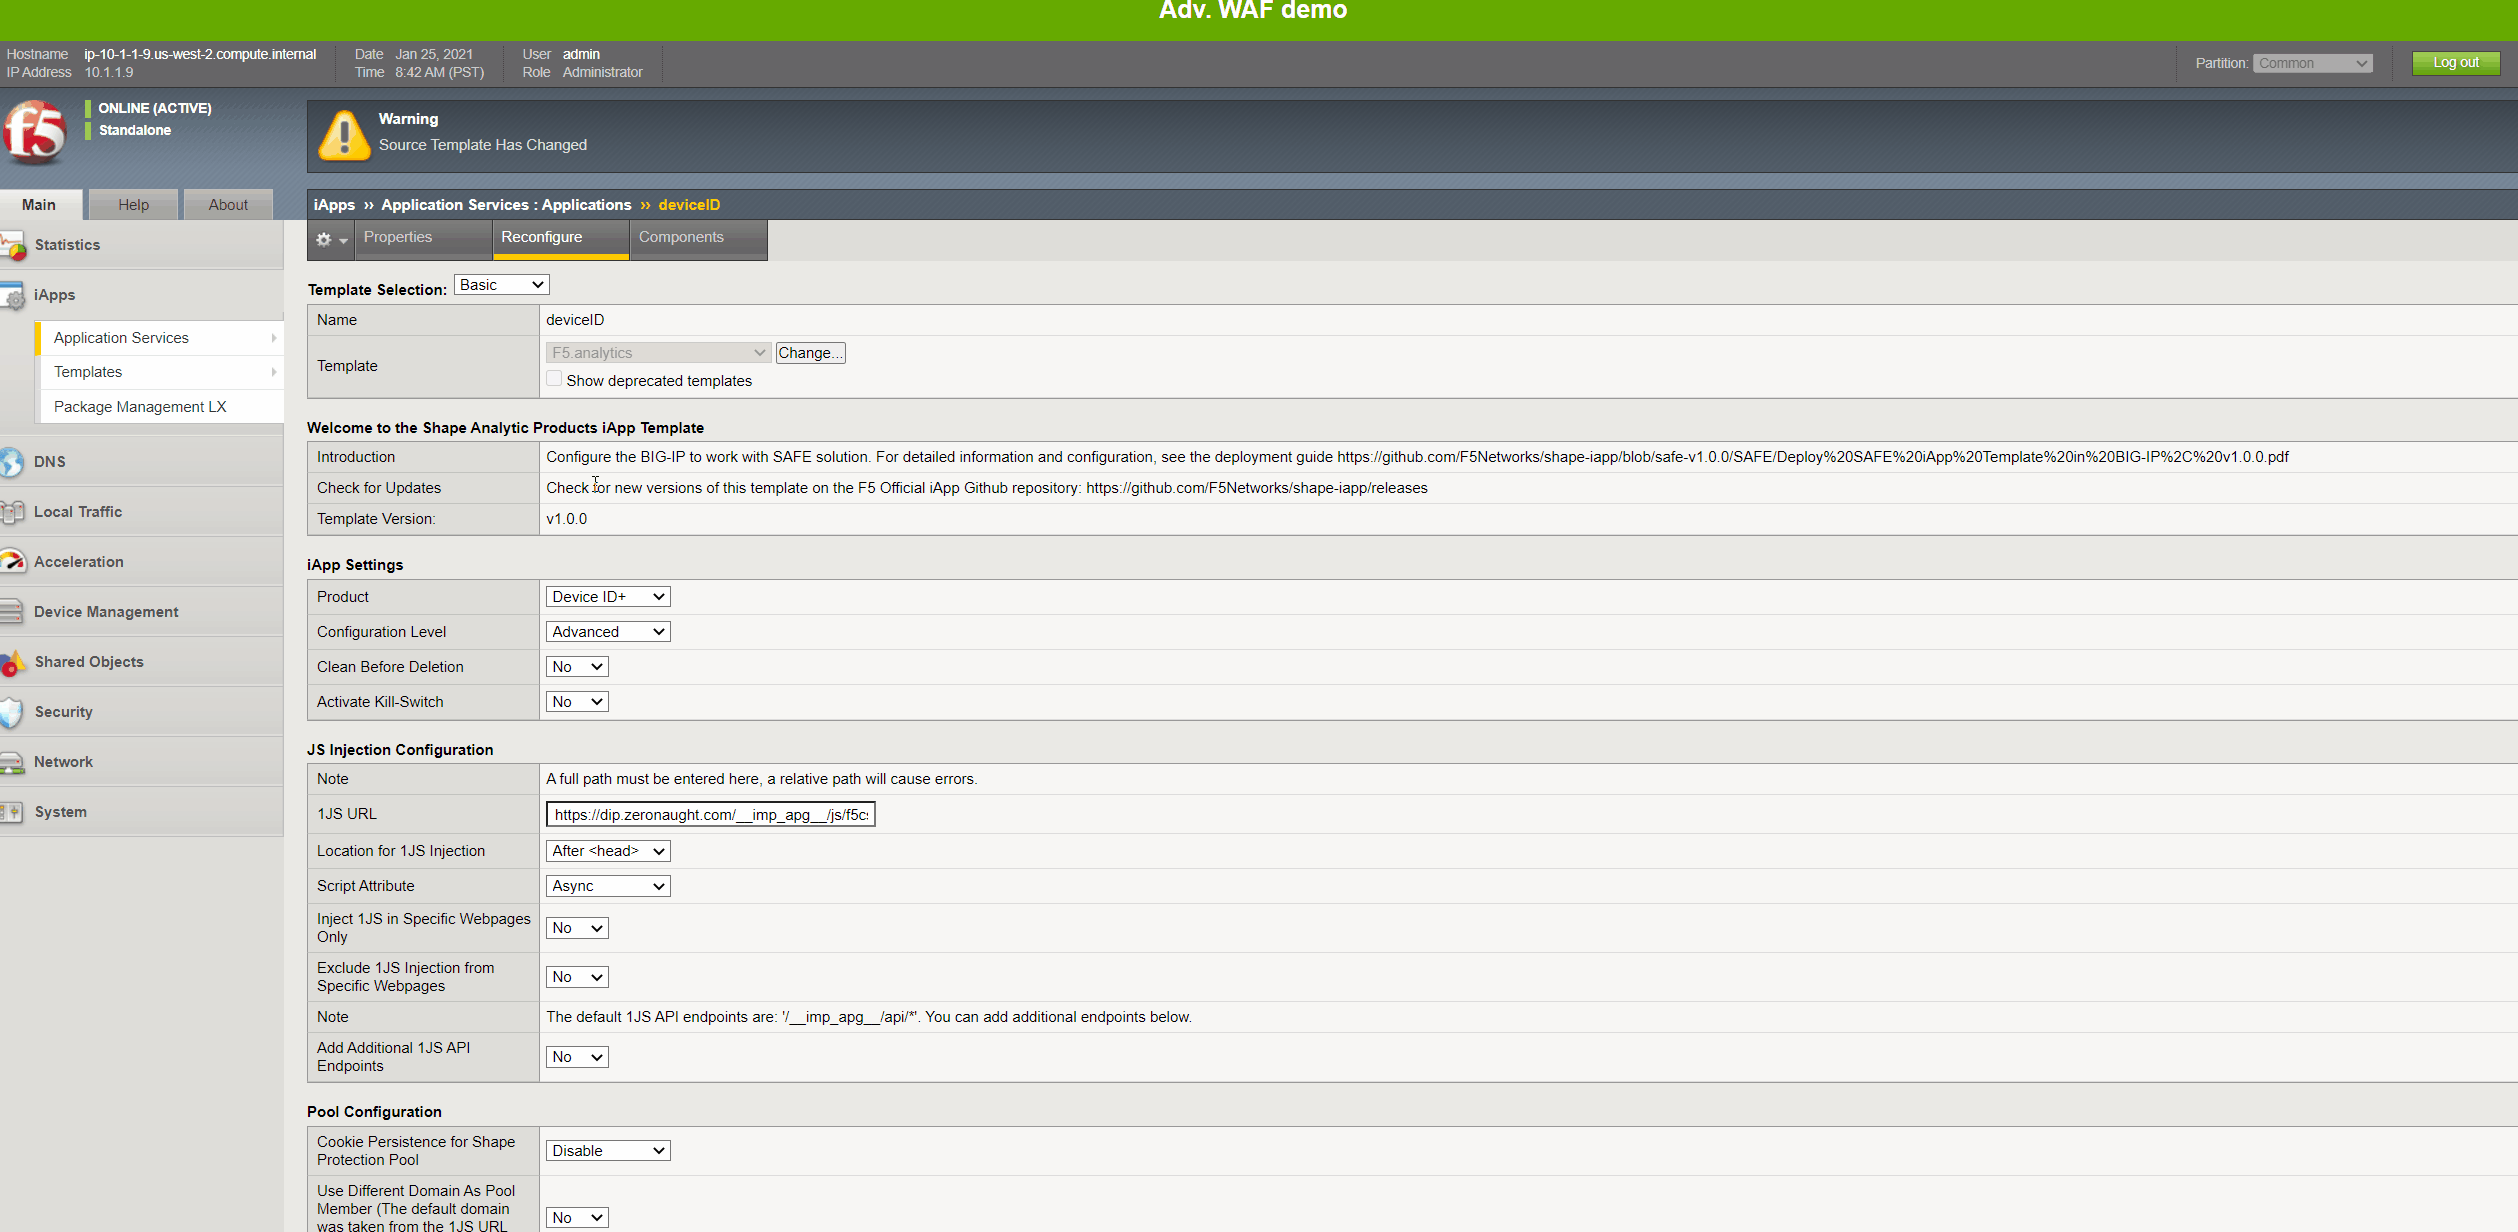 Adv. WAF demo
Hostname ip-10-1-1-9.us-west-2.compute.internal Date Jan 25, 2021 User admin
IP Address 10.1.1.9 Time 8:42 AM (PST) Role Administrator
Partition: Common Log out
f5
ONLINE (ACTIVE)
Standalone
Warning
Source Template Has Changed
Main Help About
iApps ›› Application Services : Applications ›› deviceID
Properties Reconfigure Components
Statistics
iApps
Application Services
Templates
Package Management LX
DNS
Local Traffic
Acceleration
Device Management
Shared Objects
Security
Network
System
Template Selection: Basic
Name deviceID
Template F5.analytics Change...
Show deprecated templates
Welcome to the Shape Analytic Products iApp Template
Introduction Configure the BIG-IP to work with SAFE solution. For detailed information and configuration, see the deployment guide https://github.com/F5Networks/shape-iapp/blob/safe-v1.0.0/SAFE/Deploy%20SAFE%20iApp%20Template%20in%20BIG-IP%2C%20v1.0.0.pdf
Check for Updates Check for new versions of this template on the F5 Official iApp Github repository: https://github.com/F5Networks/shape-iapp/releases
Template Version: v1.0.0
iApp Settings
Product Device ID+
Configuration Level Advanced
Clean Before Deletion No
Activate Kill-Switch No
JS Injection Configuration
Note A full path must be entered here, a relative path will cause errors.
1JS URL https://dip.zeronaught.com/__imp_apg__/js/f5cs
Location for 1JS Injection After <head>
Script Attribute Async
Inject 1JS in Specific Webpages
Only
No
Exclude 1JS Injection from
Specific Webpages
No
Note The default 1JS API endpoints are: '/__imp_apg__/api/*'. You can add additional endpoints below.
Add Additional 1JS API
Endpoints
No
Pool Configuration
Cookie Persistence for Shape
Protection Pool
Disable
Use Different Domain As Pool
Member (The default domain
was taken from the 1JS URL
No